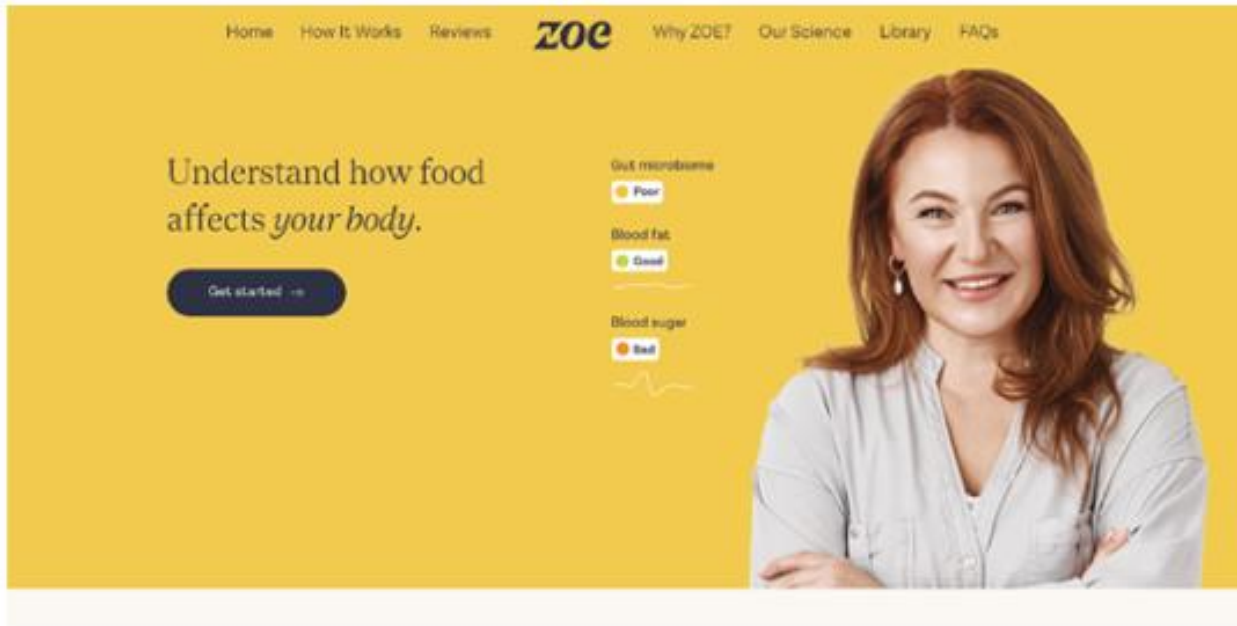 Home How It Works Reviews zoe Why ZOE? Our Science Library FAQs
Understand how food
affects your body.
Get started →
Gut microbiome
Poor
Blood fat
Good
Blood sugar
Bad